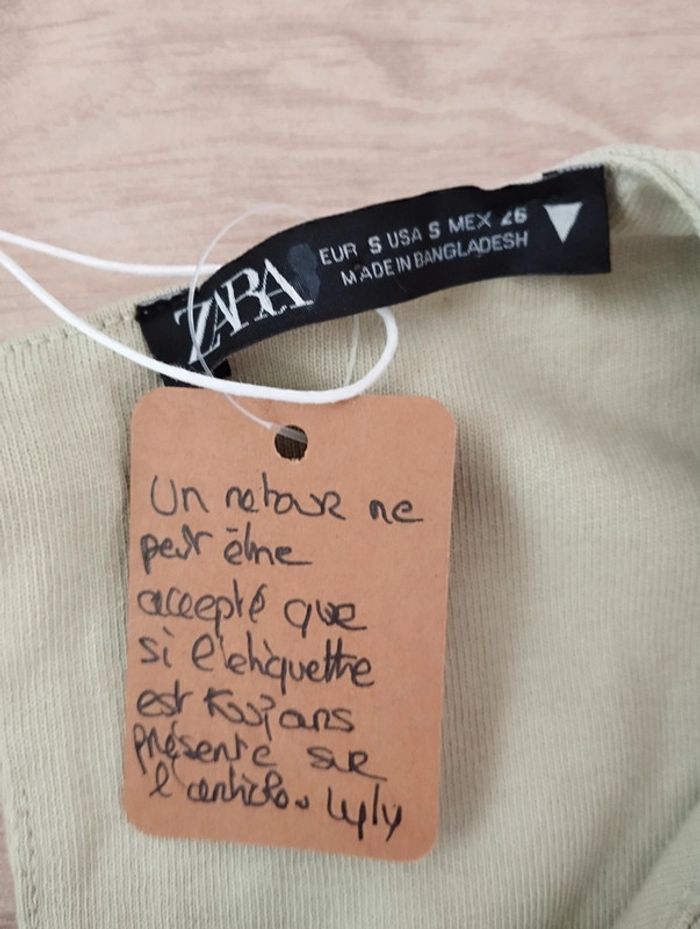 ZARA
EUR S USA S MEX 26
MADE IN BANGLADESH
Un retour ne
peut être
accepté que
si l'etiquette
est toujours
présente sur
l'article. Lyly